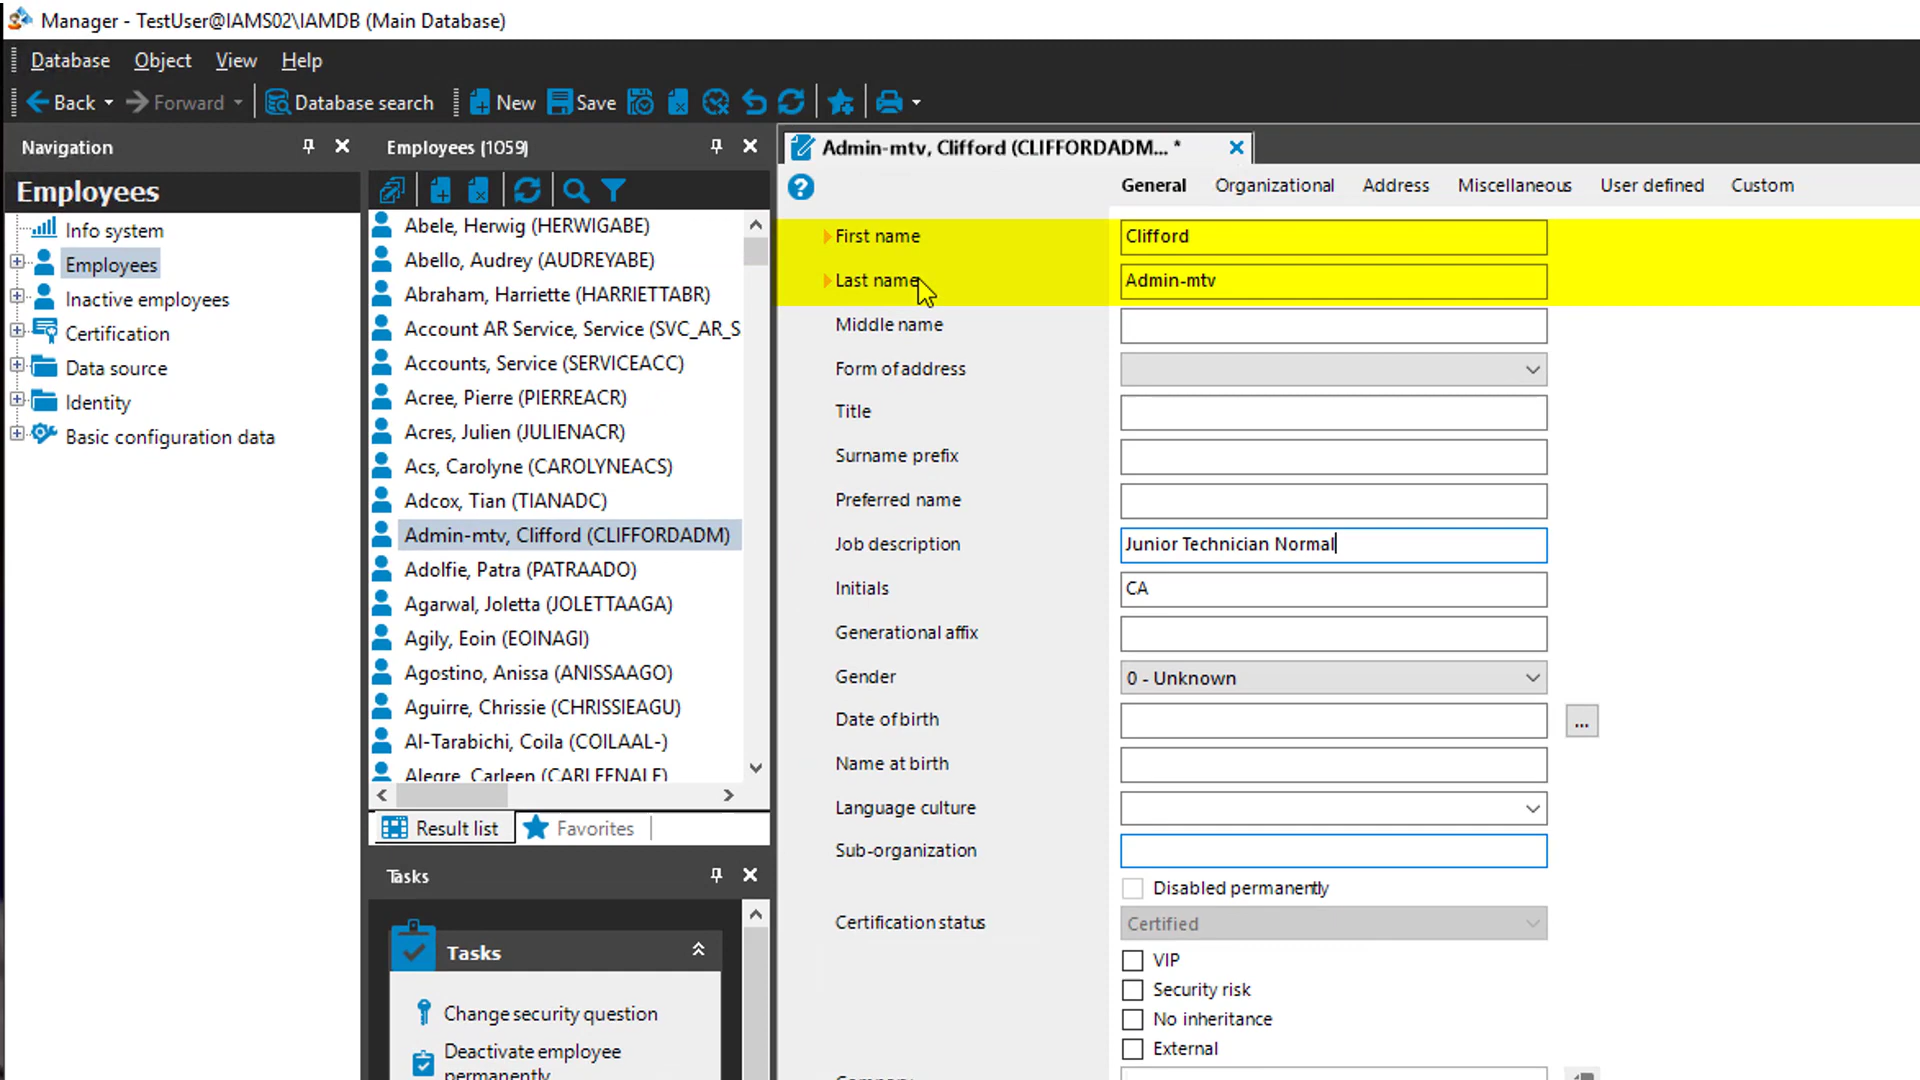 Manager - TestUser@IAMS02\IAMDB (Main Database)
Database Object View Help
Back Forward Database search New Save
Navigation
Employees
Info system
Employees
Inactive employees
Certification
Data source
Identity
Basic configuration data
Employees (1059)
Abele, Herwig (HERWIGABE)
Abello, Audrey (AUDREYABE)
Abraham, Harriette (HARRIETTABR)
Account AR Service, Service (SVC_AR_S
Accounts, Service (SERVICEACC)
Acree, Pierre (PIERREACR)
Acres, Julien (JULIENACR)
Acs, Carolyne (CAROLYNEACS)
Adcox, Tian (TIANADC)
Admin-mtv, Clifford (CLIFFORDADM)
Adolfie, Patra (PATRAADO)
Agarwal, Joletta (JOLETTAAGA)
Agily, Eoin (EOINAGI)
Agostino, Anissa (ANISSAAGO)
Aguirre, Chrissie (CHRISSIEAGU)
Al-Tarabichi, Coila (COILAAL-)
Alegre, Carleen (CARLEENALE)
Result list Favorites
Tasks
Tasks
Change security question
Deactivate employee
permanently
Admin-mtv, Clifford (CLIFFORDADM... *
General Organizational Address Miscellaneous User defined Custom
First name Clifford
Last name Admin-mtv
Middle name
Form of address
Title
Surname prefix
Preferred name
Job description Junior Technician Normal
Initials CA
Generational affix
Gender 0 - Unknown
Date of birth ...
Name at birth
Language culture
Sub-organization
Disabled permanently
Certification status Certified
VIP
Security risk
No inheritance
External